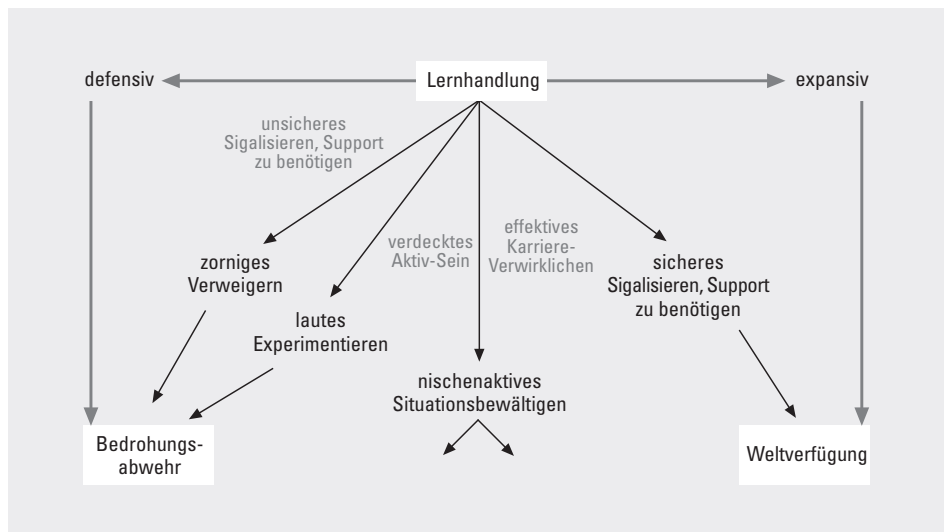 defensiv
Lernhandlung
expansiv
unsicheres
Sigalisieren, Support
zu benötigen
verdecktes
Aktiv-Sein
effektives
Karriere-
Verwirklichen
zorniges
Verweigern
lautes
Experimentieren
sicheres
Sigalisieren, Support
zu benötigen
nischenaktives
Situationsbewältigen
Bedrohungs-
abwehr
Weltverfügung